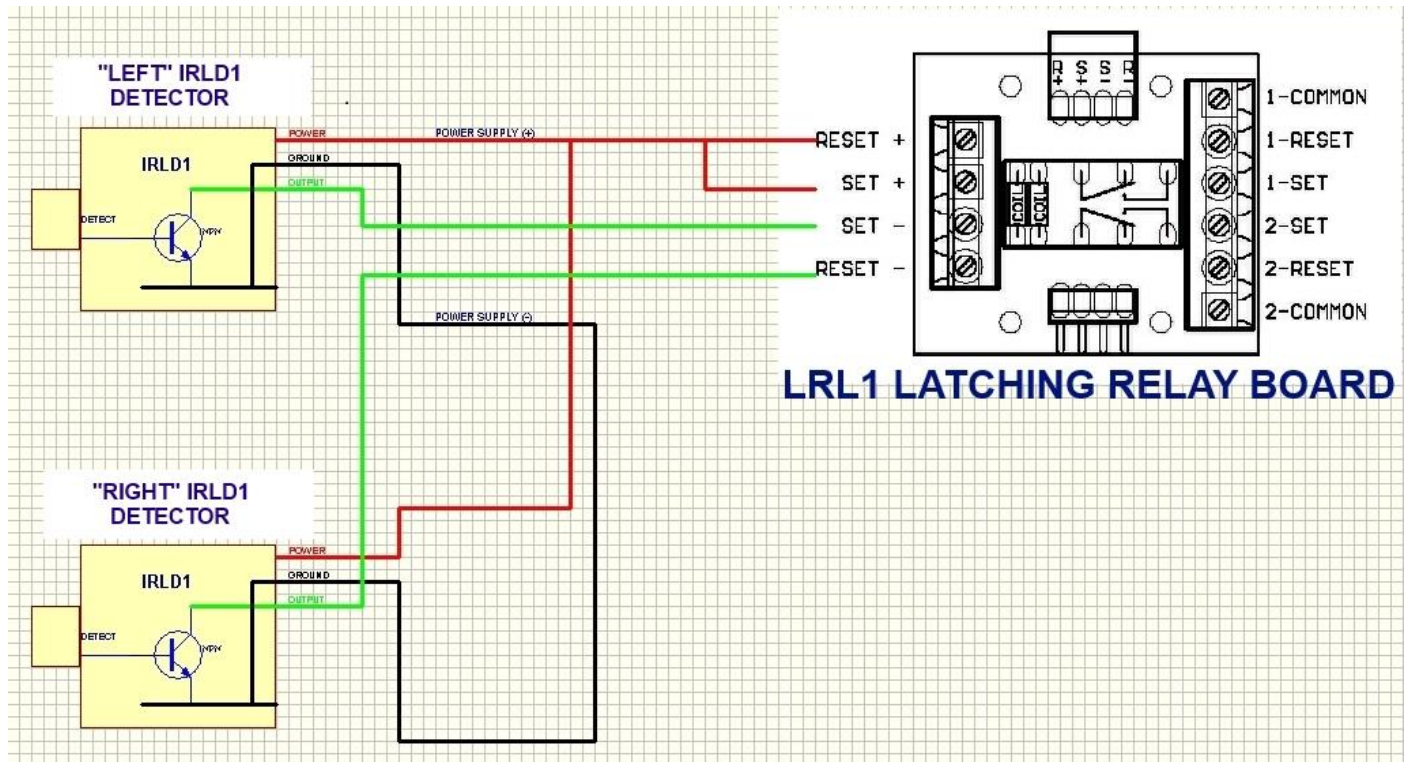 "LEFT" IRLD1
DETECTOR
IRLD1
POWER
GROUND
OUTPUT
DETECT
NPN
POWER SUPPLY (+)
POWER SUPPLY (-)
R S S R
+ + - -
RESET +
SET +
SET -
RESET -
COIL
COIL
1-COMMON
1-RESET
1-SET
2-SET
2-RESET
2-COMMON
LRL1 LATCHING RELAY BOARD
"RIGHT" IRLD1
DETECTOR
IRLD1
POWER
GROUND
OUTPUT
DETECT
NPN